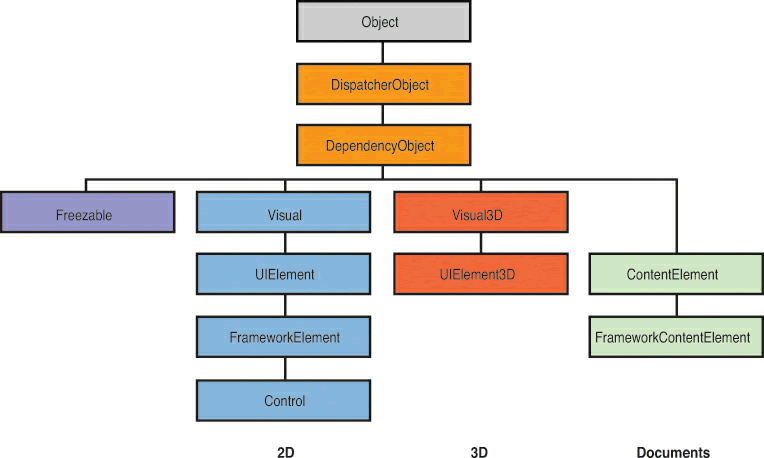 Object
DispatcherObject
DependencyObject
Freezable
Visual
Visual3D
UIElement
UIElement3D
ContentElement
FrameworkElement
FrameworkContentElement
Control
2D
3D
Documents